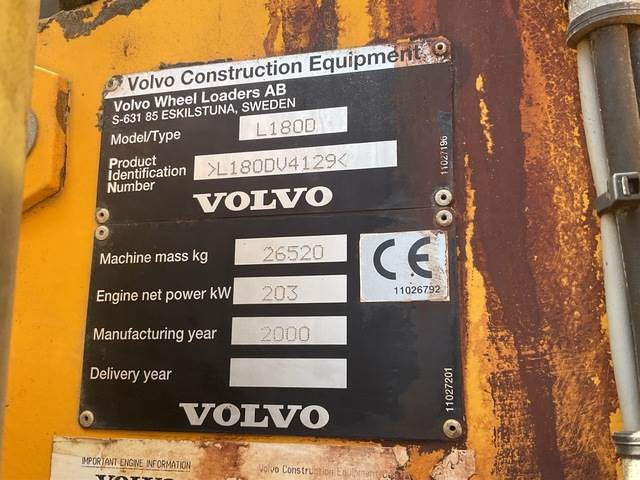 Volvo Construction Equipment
Volvo Wheel Loaders AB
S-631 85 ESKILSTUNA, SWEDEN
Model/Type L180D
Product
Identification >L180DV4129<
Number
11027196
VOLVO
Machine mass kg 26520
CE
11026792
Engine net power kW 203
Manufacturing year 2000
Delivery year
11027201
VOLVO
IMPORTANT ENGINE INFORMATION
Volvo Construction Equipment
VOLVO